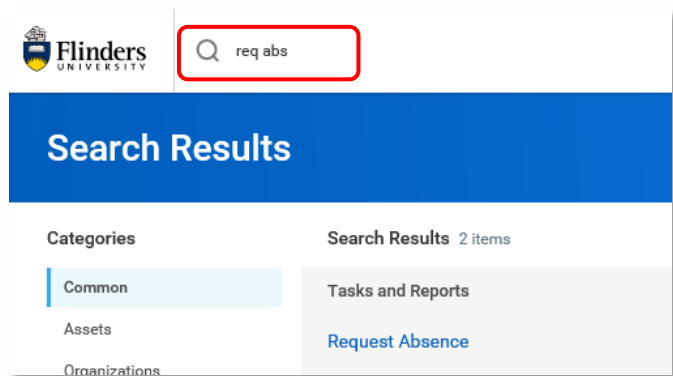 Flinders
UNIVERSITY
req abs
Search Results
Categories
Common
Assets
Organizations
Search Results 2 items
Tasks and Reports
Request Absence